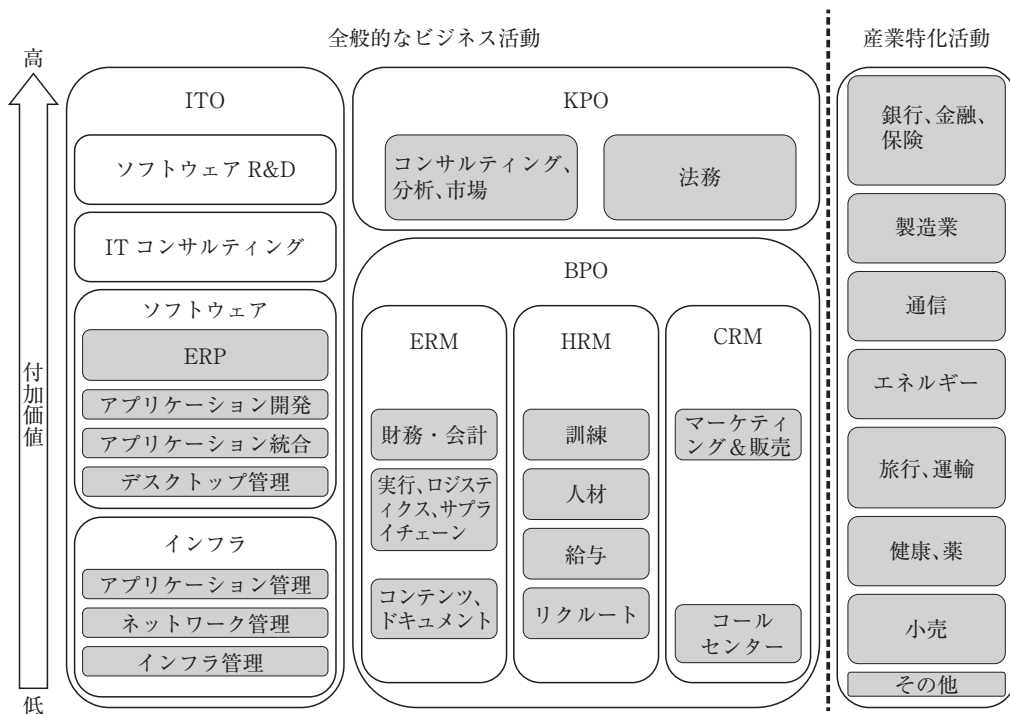 全般的なビジネス活動
産業特化活動
高
付加価値
低
ITO
ソフトウェア R&D
IT コンサルティング
ソフトウェア
ERP
アプリケーション開発
アプリケーション統合
デスクトップ管理
インフラ
アプリケーション管理
ネットワーク管理
インフラ管理
KPO
コンサルティング、
分析、市場
法務
BPO
ERM
財務・会計
実行、ロジスティ
ィクス、サプラ
イチェーン
コンテンツ、
ドキュメント
HRM
訓練
人材
給与
リクルート
CRM
マーケティ
ング＆販売
コール
センター
銀行、金融、
保険
製造業
通信
エネルギー
旅行、運輸
健康、薬
小売
その他